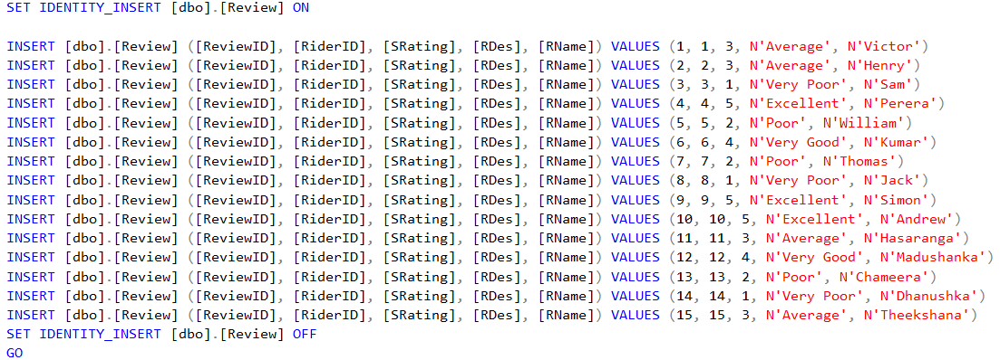 SET IDENTITY_INSERT [dbo].[Review] ON
INSERT [dbo].[Review] ([ReviewID], [RiderID], [SRating], [RDes], [RName]) VALUES (1, 1, 3, N'Average', N'Victor')
INSERT [dbo].[Review] ([ReviewID], [RiderID], [SRating], [RDes], [RName]) VALUES (2, 2, 3, N'Average', N'Henry')
INSERT [dbo].[Review] ([ReviewID], [RiderID], [SRating], [RDes], [RName]) VALUES (3, 3, 1, N'Very Poor', N'Sam')
INSERT [dbo].[Review] ([ReviewID], [RiderID], [SRating], [RDes], [RName]) VALUES (4, 4, 5, N'Excellent', N'Perera')
INSERT [dbo].[Review] ([ReviewID], [RiderID], [SRating], [RDes], [RName]) VALUES (5, 5, 2, N'Poor', N'William')
INSERT [dbo].[Review] ([ReviewID], [RiderID], [SRating], [RDes], [RName]) VALUES (6, 6, 4, N'Very Good', N'Kumar')
INSERT [dbo].[Review] ([ReviewID], [RiderID], [SRating], [RDes], [RName]) VALUES (7, 7, 2, N'Poor', N'Thomas')
INSERT [dbo].[Review] ([ReviewID], [RiderID], [SRating], [RDes], [RName]) VALUES (8, 8, 1, N'Very Poor', N'Jack')
INSERT [dbo].[Review] ([ReviewID], [RiderID], [SRating], [RDes], [RName]) VALUES (9, 9, 5, N'Excellent', N'Simon')
INSERT [dbo].[Review] ([ReviewID], [RiderID], [SRating], [RDes], [RName]) VALUES (10, 10, 5, N'Excellent', N'Andrew')
INSERT [dbo].[Review] ([ReviewID], [RiderID], [SRating], [RDes], [RName]) VALUES (11, 11, 3, N'Average', N'Hasaranga')
INSERT [dbo].[Review] ([ReviewID], [RiderID], [SRating], [RDes], [RName]) VALUES (12, 12, 4, N'Very Good', N'Madushanka')
INSERT [dbo].[Review] ([ReviewID], [RiderID], [SRating], [RDes], [RName]) VALUES (13, 13, 2, N'Poor', N'Chameera')
INSERT [dbo].[Review] ([ReviewID], [RiderID], [SRating], [RDes], [RName]) VALUES (14, 14, 1, N'Very Poor', N'Dhanushka')
INSERT [dbo].[Review] ([ReviewID], [RiderID], [SRating], [RDes], [RName]) VALUES (15, 15, 3, N'Average', N'Theekshana')
SET IDENTITY_INSERT [dbo].[Review] OFF
GO